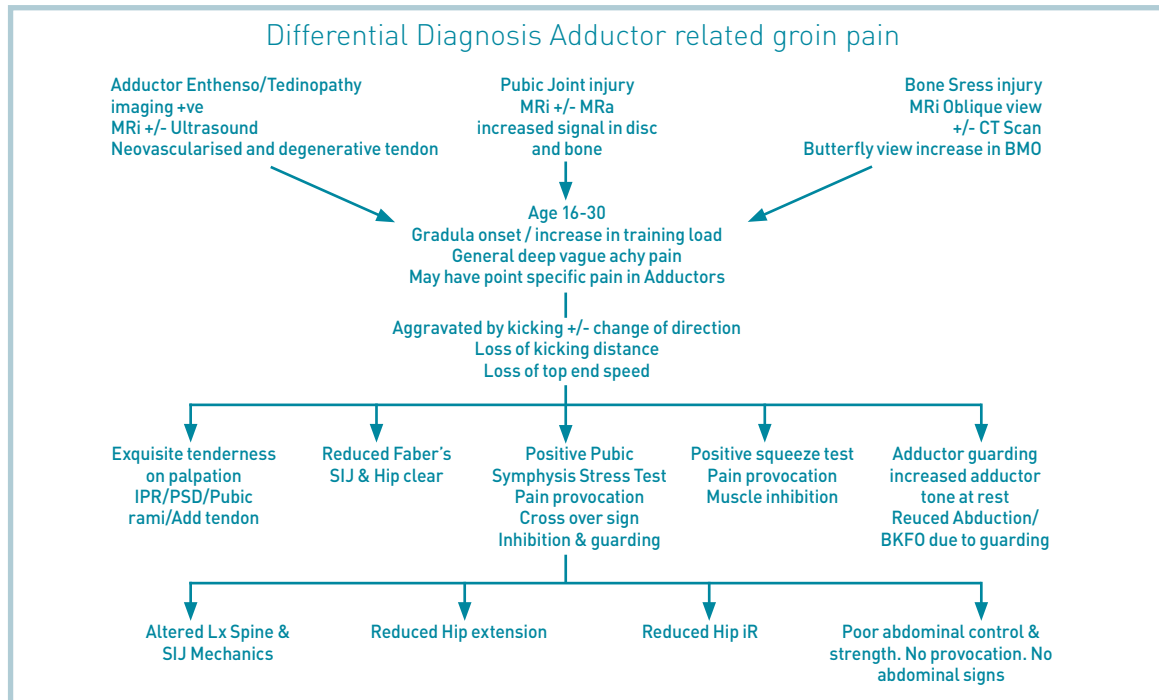 Differential Diagnosis Adductor related groin pain
Adductor Enthenso/Tedinopathy
imaging +ve
MRi +/- Ultrasound
Neovascularised and degenerative tendon
Pubic Joint injury
MRi +/- MRa
increased signal in disc
and bone
Bone Sress injury
MRi Oblique view
+/- CT Scan
Butterfly view increase in BMO
Age 16-30
Gradula onset / increase in training load
General deep vague achy pain
May have point specific pain in Adductors
Aggravated by kicking +/- change of direction
Loss of kicking distance
Loss of top end speed
Exquisite tenderness
on palpation
IPR/PSD/Pubic
rami/Add tendon
Reduced Faber's
SIJ & Hip clear
Positive Pubic
Symphysis Stress Test
Pain provocation
Cross over sign
Inhibition & guarding
Positive squeeze test
Pain provocation
Muscle inhibition
Adductor guarding
increased adductor
tone at rest
Reuced Abduction/
BKFO due to guarding
Altered Lx Spine &
SIJ Mechanics
Reduced Hip extension
Reduced Hip iR
Poor abdominal control &
strength. No provocation. No
abdominal signs